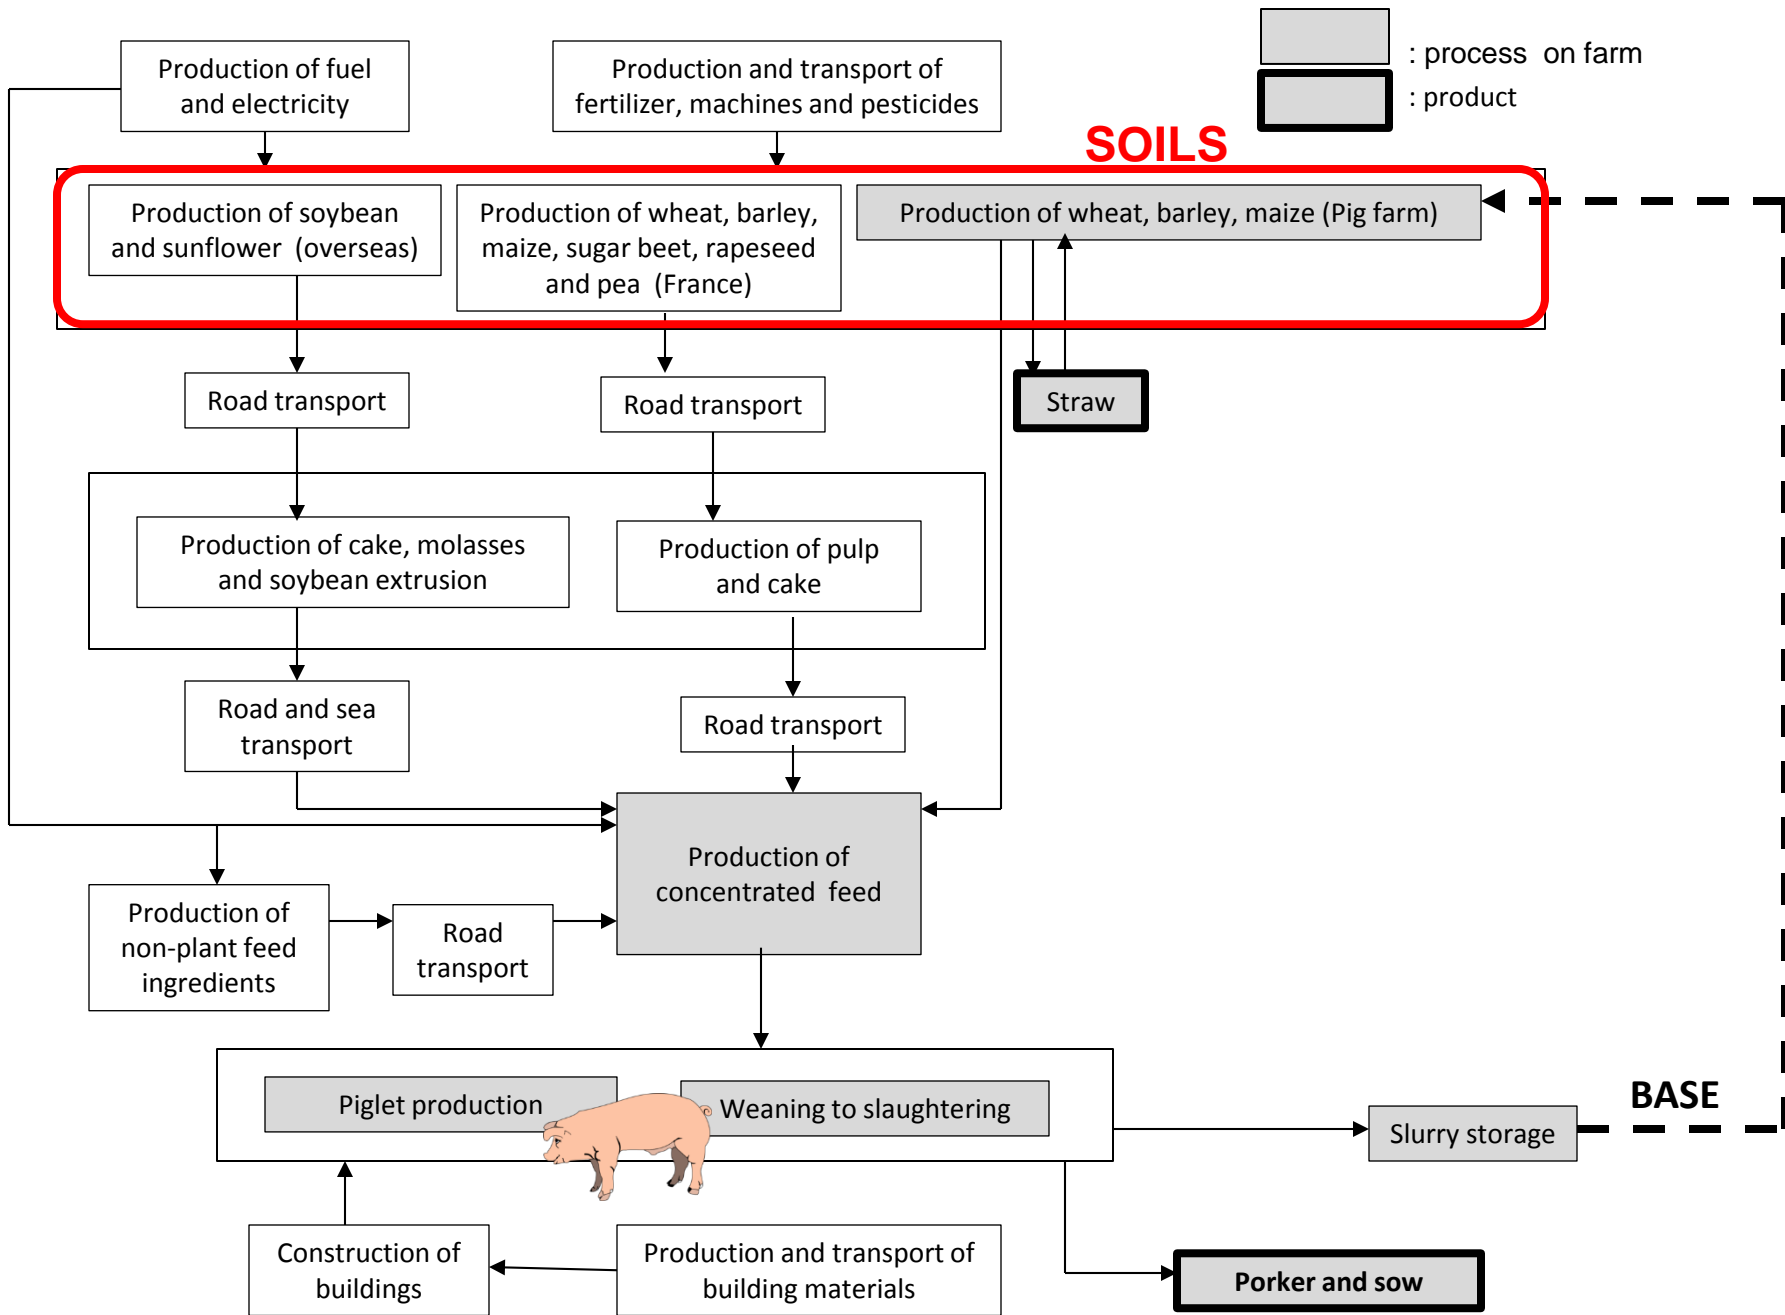 Production of fuel
and electricity
Production and transport of
fertilizer, machines and pesticides
: process on farm
: product
SOILS
Production of soybean
and sunflower (overseas)
Production of wheat, barley,
maize, sugar beet, rapeseed
and pea (France)
Production of wheat, barley, maize (Pig farm)
Road transport
Road transport
Straw
Production of cake, molasses
and soybean extrusion
Production of pulp
and cake
Road and sea
transport
Road transport
Production of
concentrated feed
Production of
non-plant feed
ingredients
Road
transport
Piglet production
Weaning to slaughtering
BASE
Slurry storage
Construction of
buildings
Production and transport of
building materials
Porker and sow